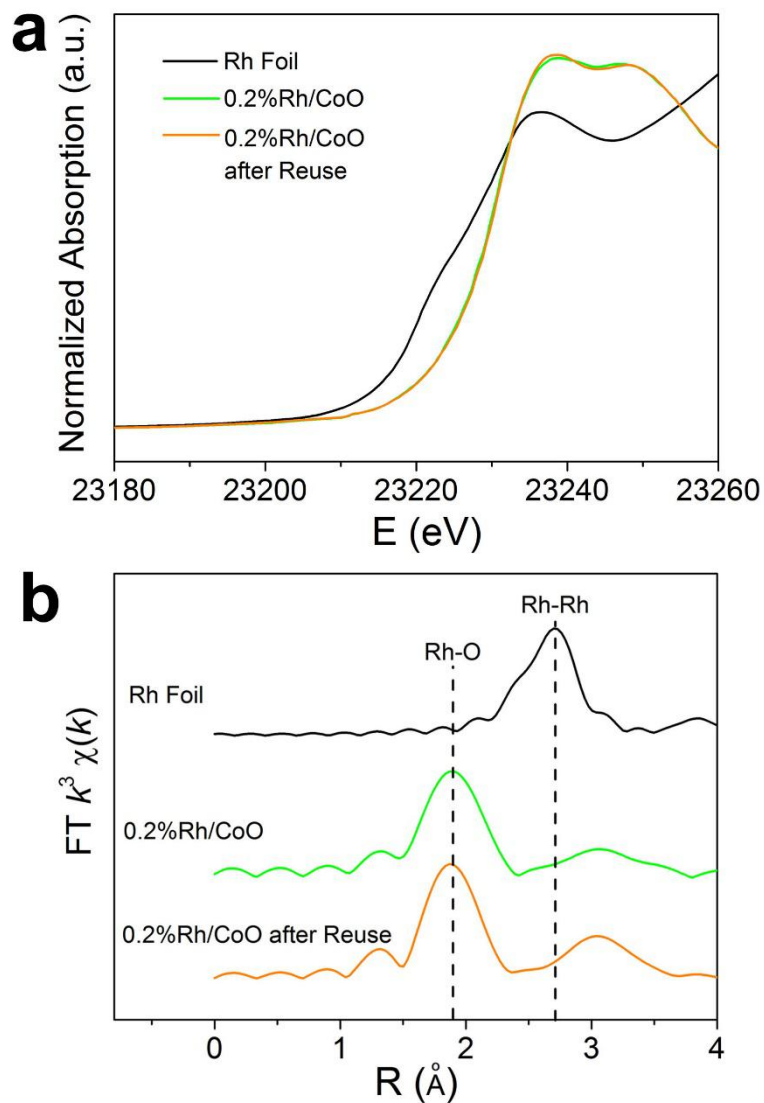 a
Normalized Absorption (a.u.)
Rh Foil
0.2%Rh/CoO
0.2%Rh/CoO
after Reuse
23180 23200 23220 23240 23260
E (eV)
b
FT k³ χ(k)
Rh-Rh
Rh-O
Rh Foil
0.2%Rh/CoO
0.2%Rh/CoO after Reuse
0 1 2 3 4
R (Å)